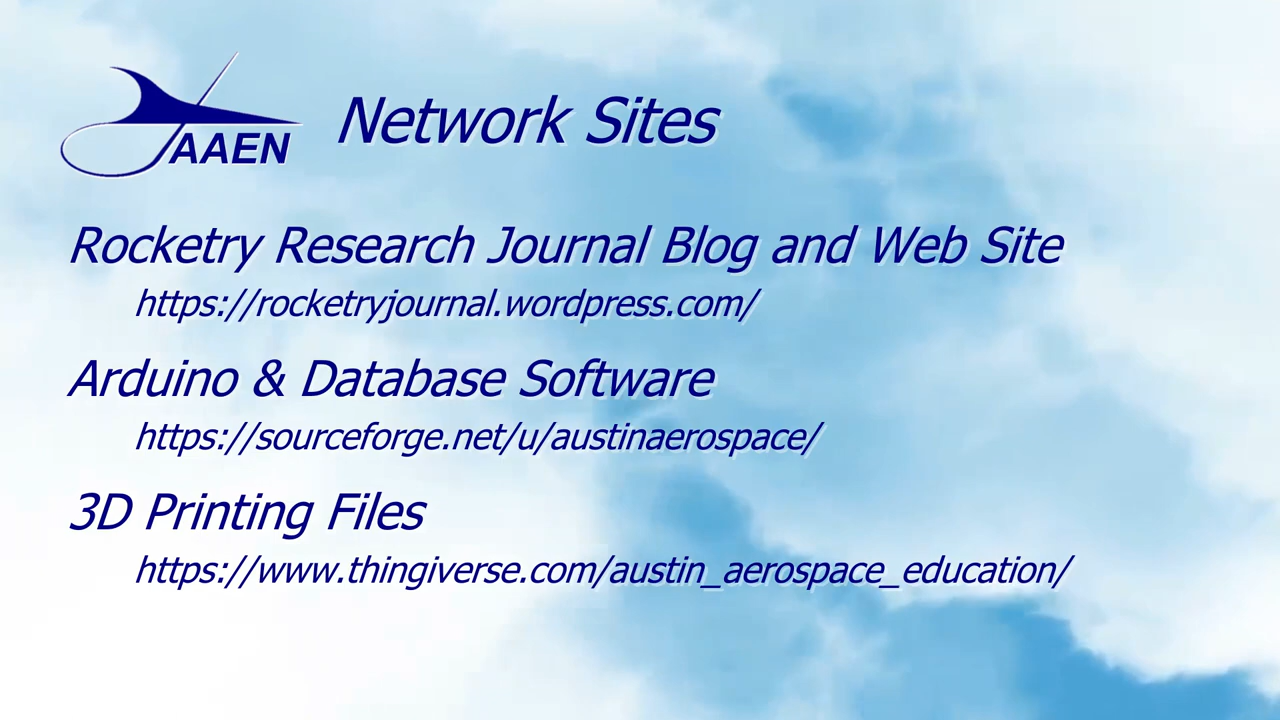 AAEN
Network Sites
Rocketry Research Journal Blog and Web Site
https://rocketryjournal.wordpress.com/
Arduino & Database Software
https://sourceforge.net/u/austinaerospace/
3D Printing Files
https://www.thingiverse.com/austin_aerospace_education/